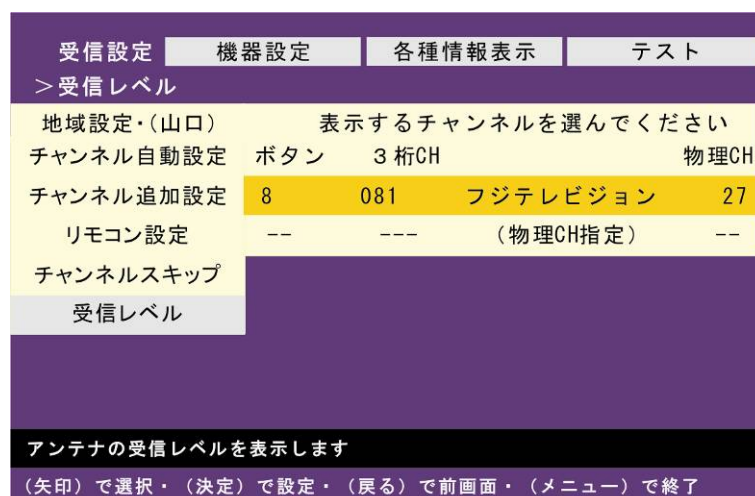 受信設定 機器設定 各種情報表示 テスト
＞受信レベル
地域設定・(山口) 表示するチャンネルを選んでください
チャンネル自動設定 ボタン 3桁CH 物理CH
チャンネル追加設定 8 081 フジテレビジョン 27
リモコン設定 -- --- (物理CH指定) --
チャンネルスキップ
受信レベル
アンテナの受信レベルを表示します
(矢印)で選択・(決定)で設定・(戻る)で前画面・(メニュー)で終了